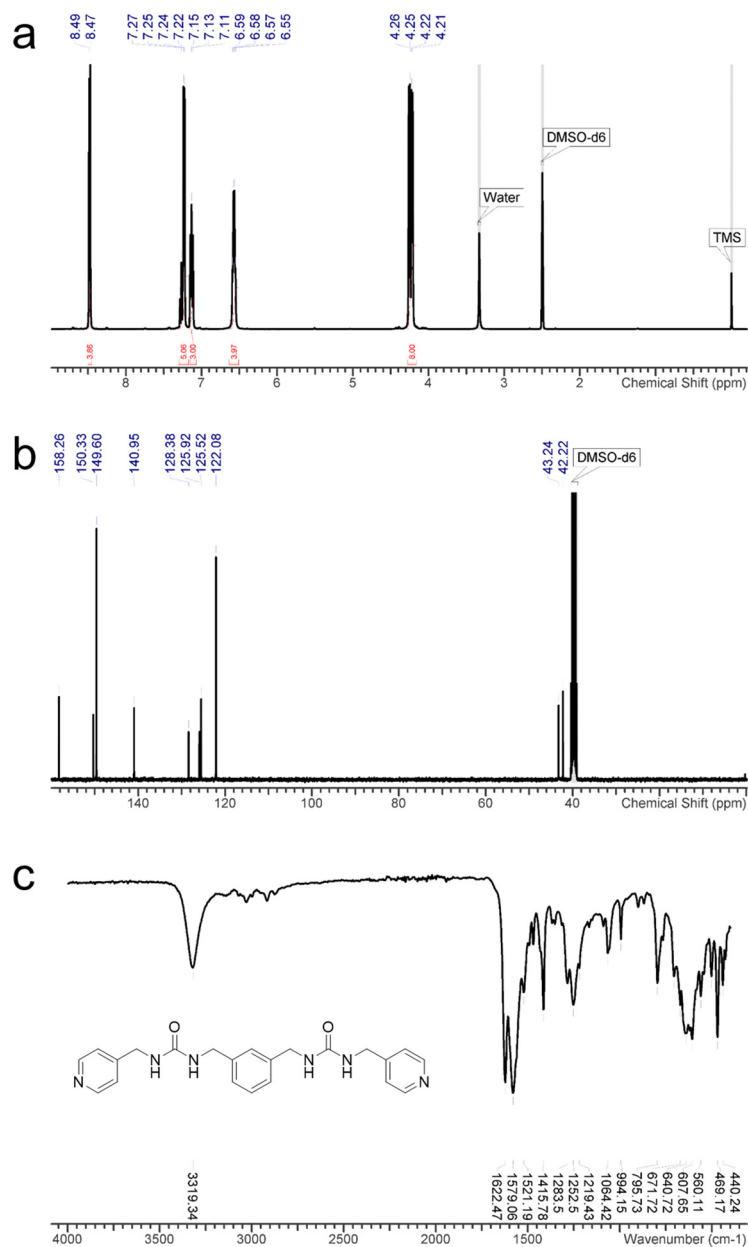 a
8.49
8.47
7.27
7.25
7.24
7.22
7.15
7.13
7.11
6.59
6.58
6.57
6.55
4.26
4.25
4.22
4.21
DMSO-d6
Water
TMS
3.86
5.06
3.00
3.97
8.00
8 7 6 5 4 3 2 1
Chemical Shift (ppm)
b
158.26
150.33
149.60
140.95
128.38
125.92
125.52
122.08
43.24
42.22
DMSO-d6
140 120 100 80 60 40
Chemical Shift (ppm)
c
O
O
N
N
H
N
H
N
H
N
H
N
3319.34
1622.47
1579.06
1521.19
1415.78
1283.5
1252.5
1219.43
1064.42
994.15
795.73
671.72
640.72
607.65
560.11
469.17
440.24
4000 3500 3000 2500 2000 1500 1000
Wavenumber (cm-1)